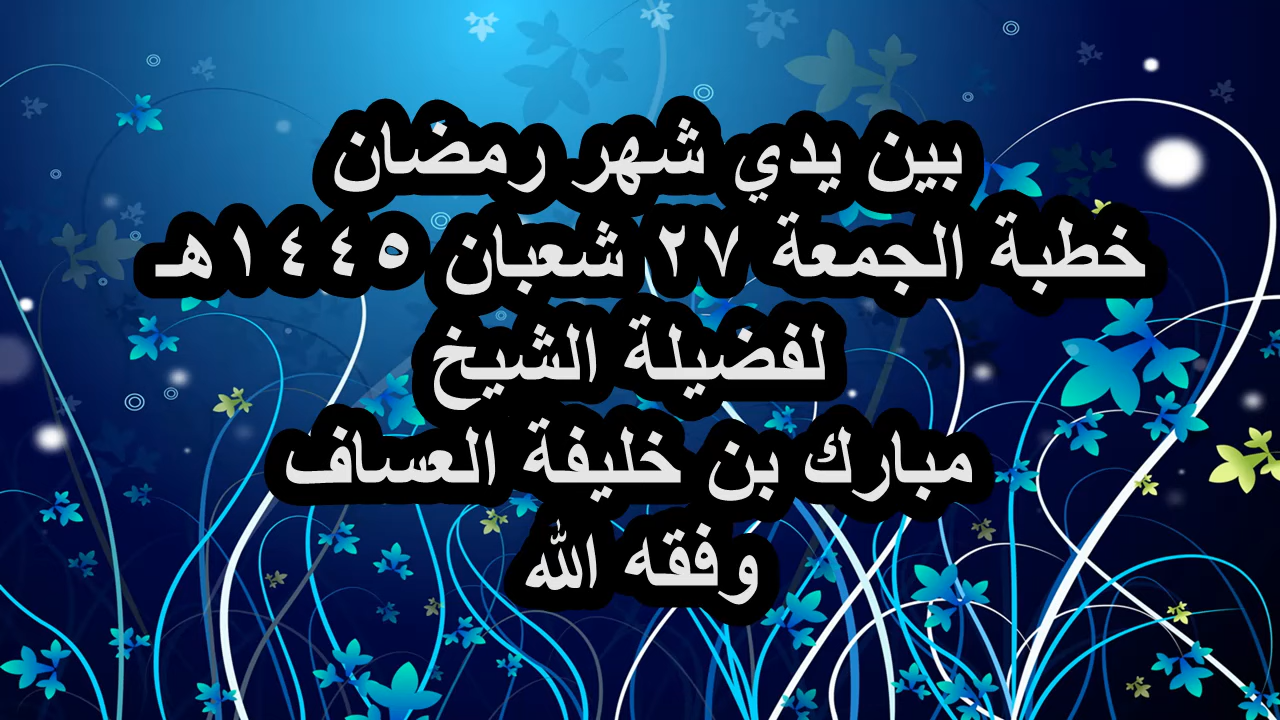 بين يدي شهر رمضان
خطبة الجمعة ٢٧ شعبان ١٤٤٥هـ
لفضيلة الشيخ
مبارك بن خليفة العساف
وفقه الله